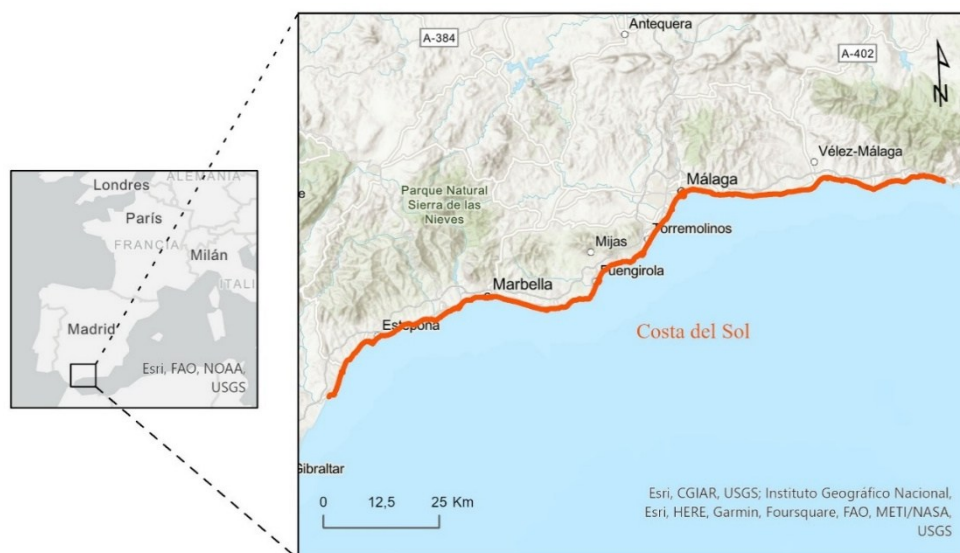 Antequera
A-384
A-402
N
Vélez-Málaga
Málaga
Parque Natural
Sierra de las
Nieves
Torremolinos
Mijas
Fuengirola
Marbella
Estepona
Costa del Sol
Gibraltar
0 12,5 25 Km
Esri, CGIAR, USGS; Instituto Geográfico Nacional,
Esri, HERE, Garmin, Foursquare, FAO, METI/NASA,
USGS
ALEMANIA
Londres
París
FRANCIA
Milán
ITALI
Madrid
Esri, FAO, NOAA,
USGS